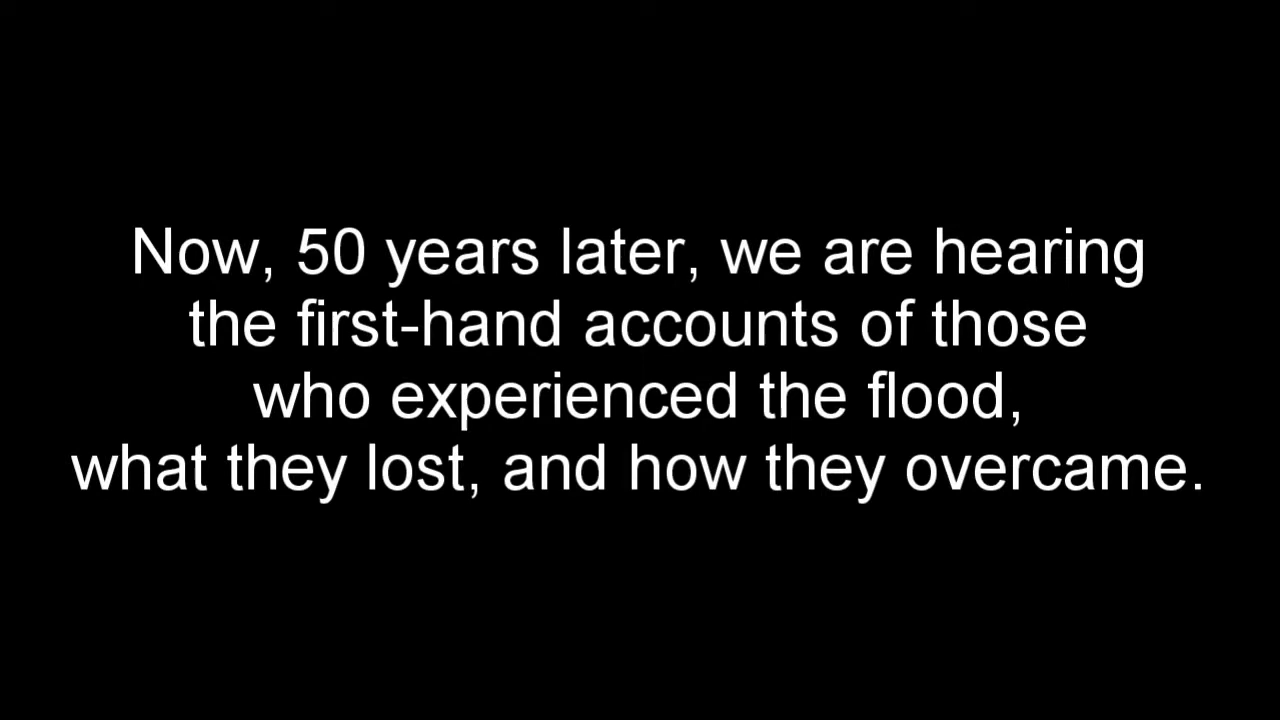 Now, 50 years later, we are hearing
the first-hand accounts of those
who experienced the flood,
what they lost, and how they overcame.